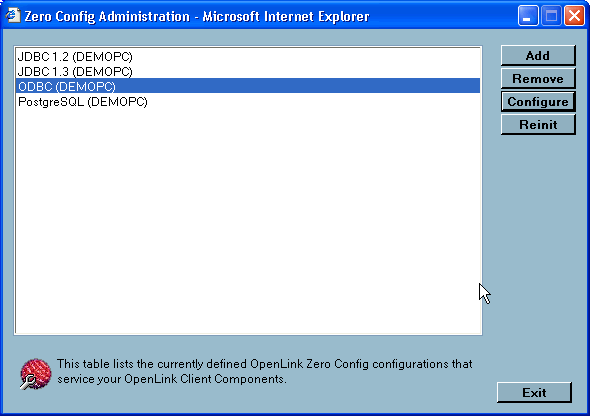 Zero Config Administration - Microsoft Internet Explorer
JDBC 1.2 (DEMOPC)
JDBC 1.3 (DEMOPC)
ODBC (DEMOPC)
PostgreSQL (DEMOPC)
Add
Remove
Configure
Reinit
This table lists the currently defined OpenLink Zero Config configurations that
service your OpenLink Client Components.
Exit